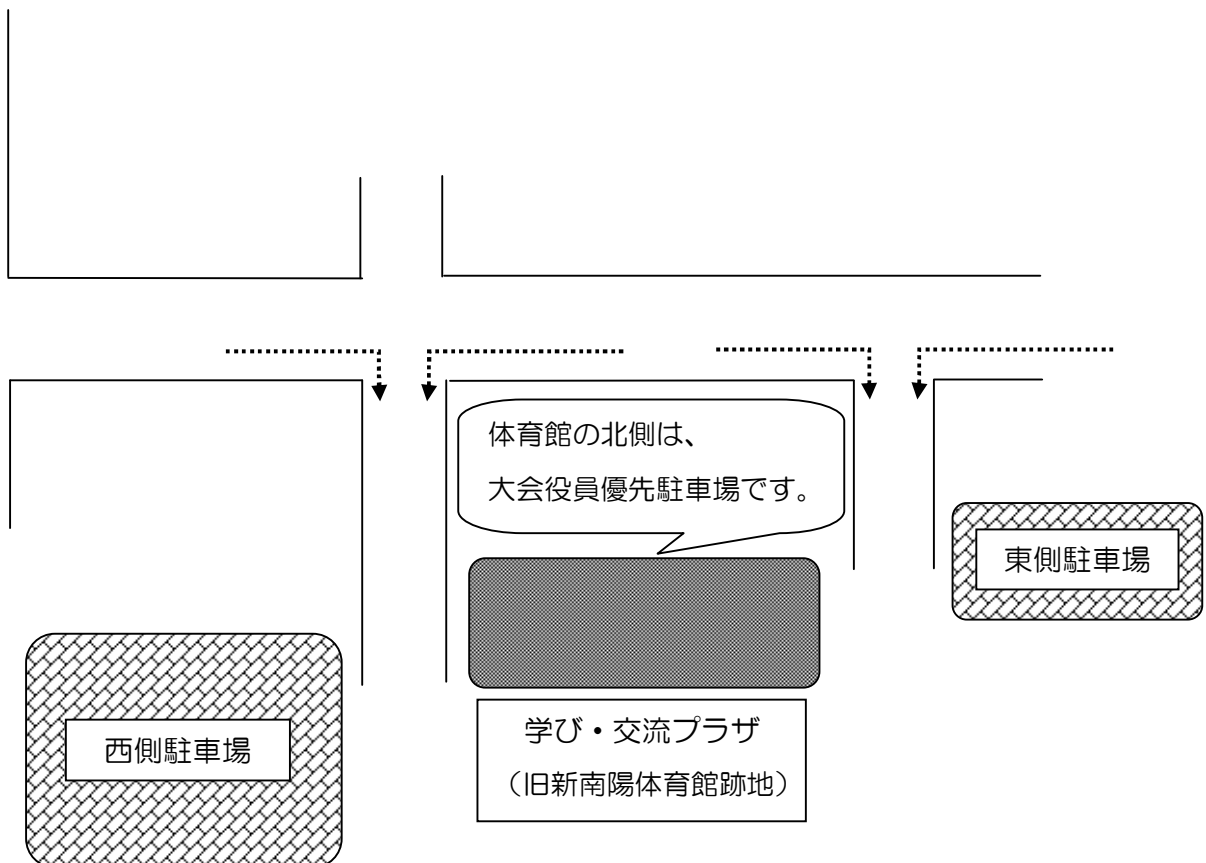 体育館の北側は、
大会役員優先駐車場です。
東側駐車場
西側駐車場
学び・交流プラザ
（旧新南陽体育館跡地）